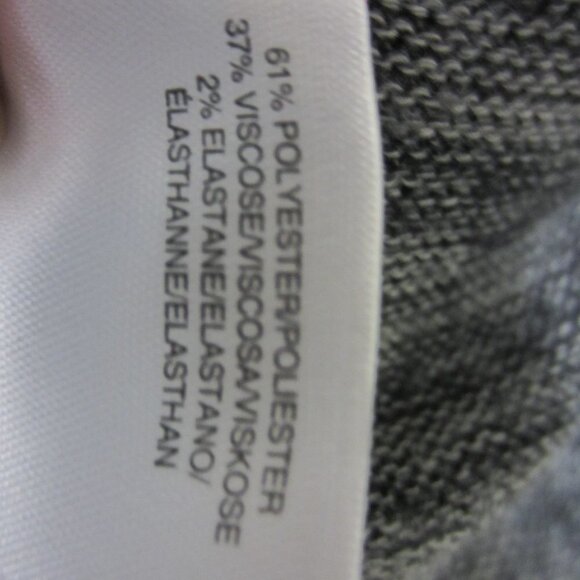 61% POLYESTER/POLIESTER
37% VISCOSE/VISCOSA/VISKOSE
2% ELASTANE/ELASTANO/
ÉLASTHANNE/ELASTHAN